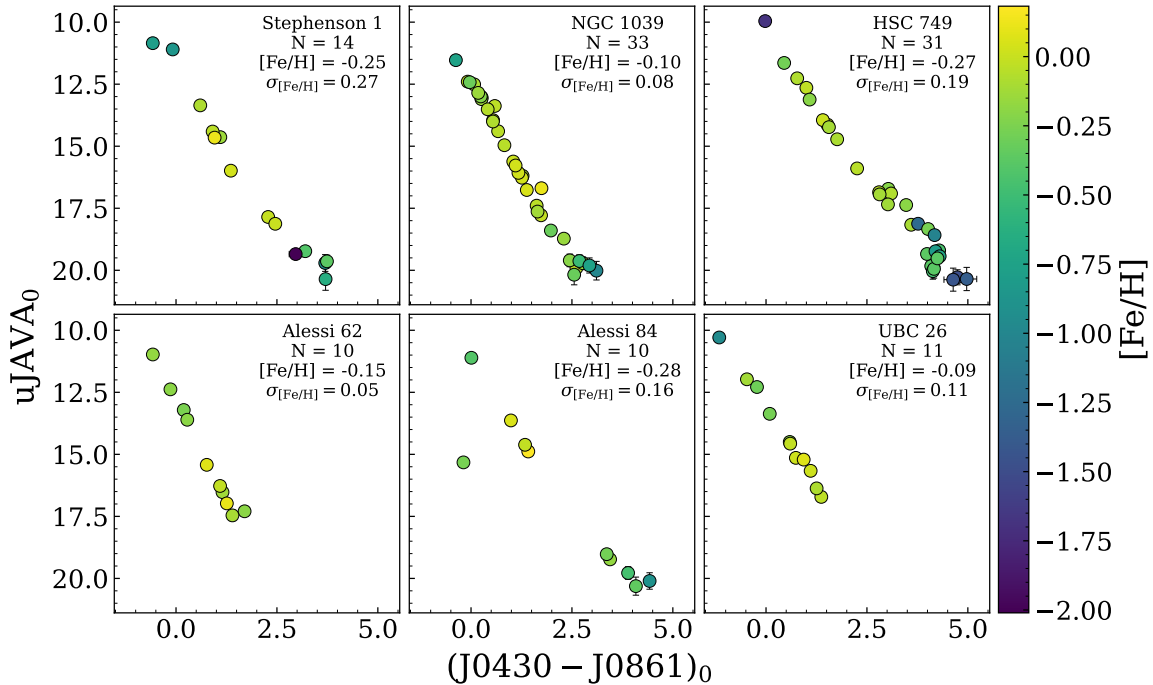 Stephenson 1
N = 14
[Fe/H] = -0.25
σ[Fe/H] = 0.27
NGC 1039
N = 33
[Fe/H] = -0.10
σ[Fe/H] = 0.08
HSC 749
N = 31
[Fe/H] = -0.27
σ[Fe/H] = 0.19
10.0
12.5
15.0
17.5
20.0
Alessi 62
N = 10
[Fe/H] = -0.15
σ[Fe/H] = 0.05
Alessi 84
N = 10
[Fe/H] = -0.28
σ[Fe/H] = 0.16
UBC 26
N = 11
[Fe/H] = -0.09
σ[Fe/H] = 0.11
10.0
12.5
15.0
17.5
20.0
0.0 2.5 5.0
0.0 2.5 5.0
0.0 2.5 5.0
uJAVA₀
(J0430 − J0861)₀
0.00
−0.25
−0.50
−0.75
−1.00
−1.25
−1.50
−1.75
−2.00
[Fe/H]